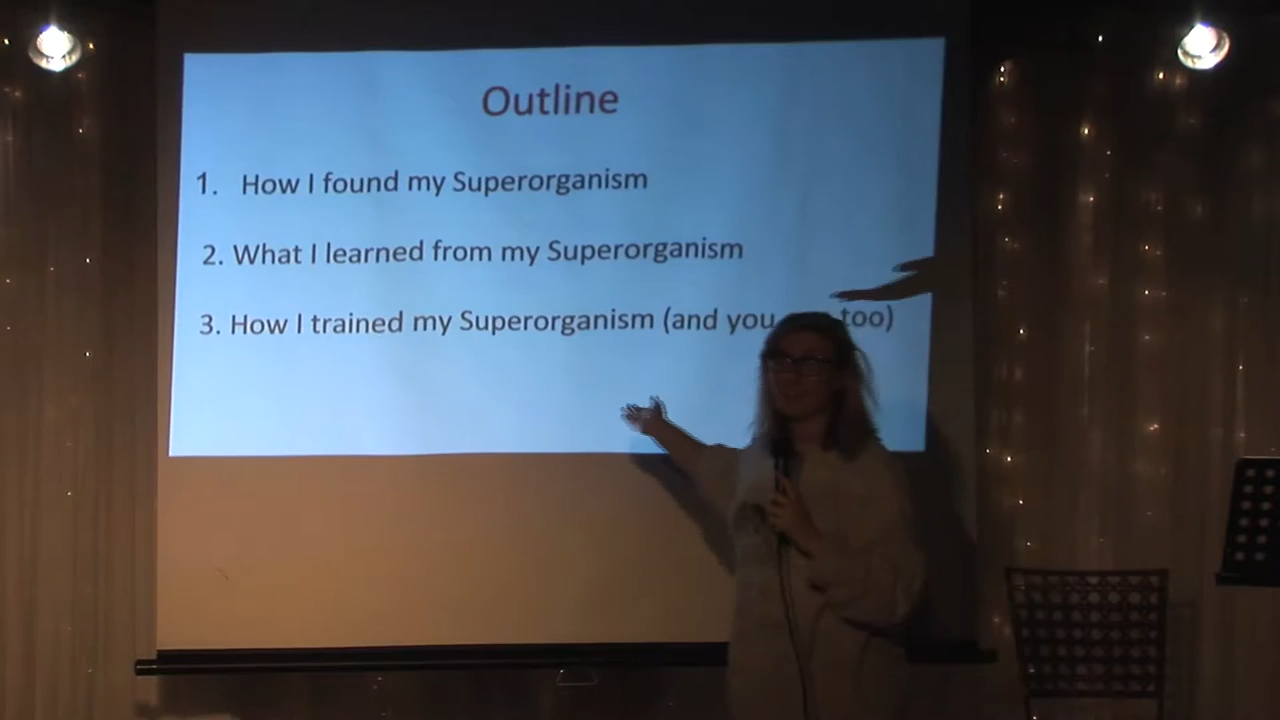 Outline
1. How I found my Superorganism
2. What I learned from my Superorganism
3. How I trained my Superorganism (and you too)